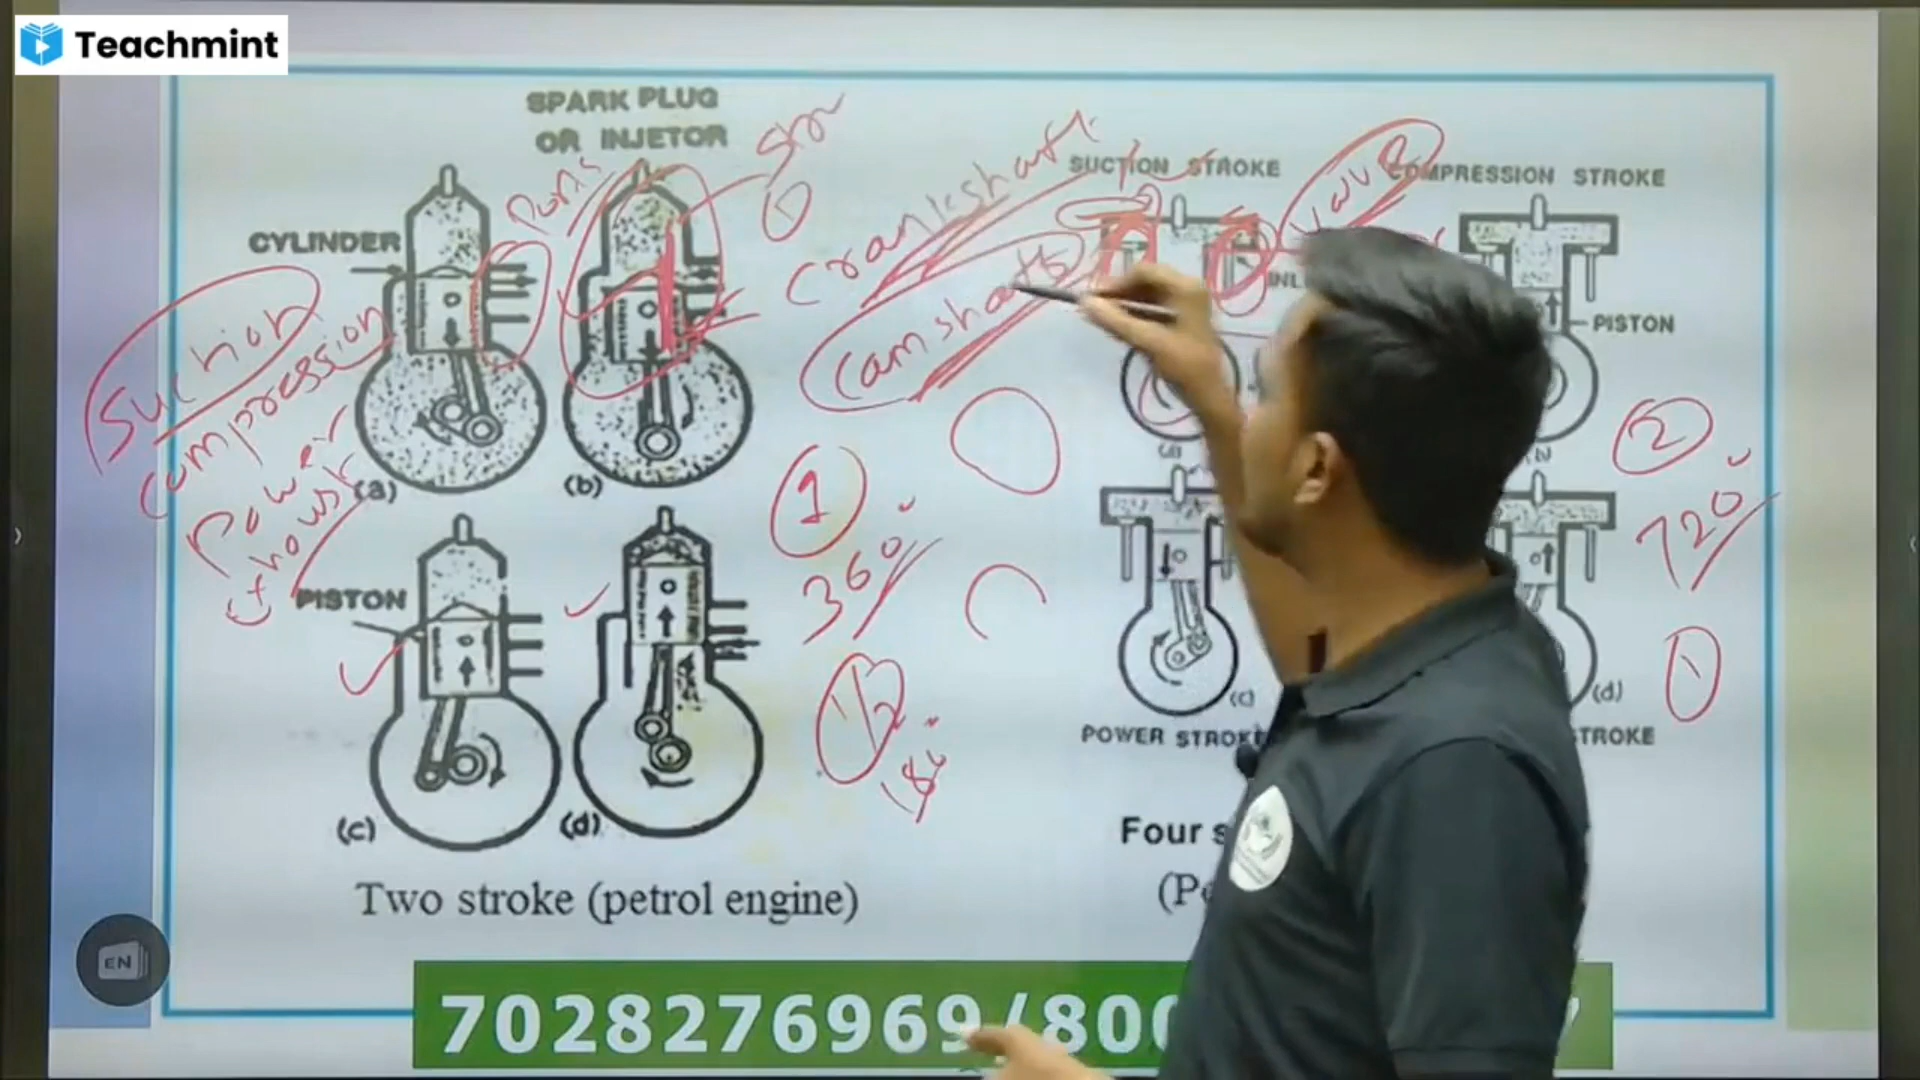 Teachmint
SPARK PLUG
OR INJETOR
CYLINDER
Ports
Crankshaft
Camshafts
Valve
SUCTION STROKE
COMPRESSION STROKE
INL
PISTON
Suction
Compression
Power
(a)
(b)
PISTON
(c)
(d)
1
360°
1/2
180°
2
720°
1
(c)
(d)
POWER STROKE
STROKE
Two stroke (petrol engine)
Four s
(Pe
EN
7028276969/800